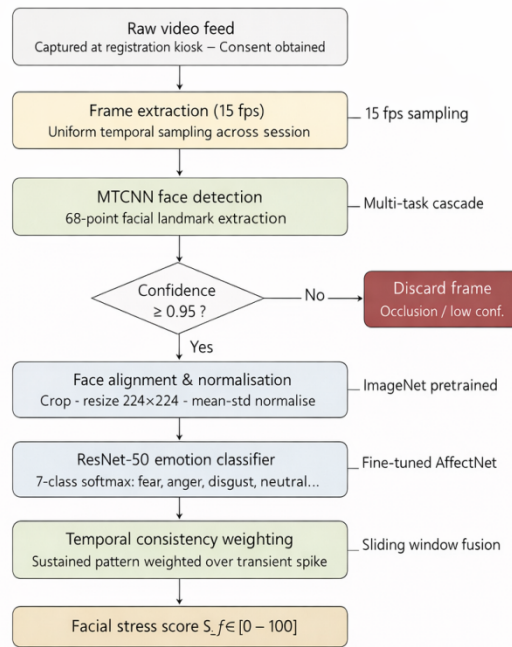 Raw video feed
Captured at registration kiosk – Consent obtained
Frame extraction (15 fps)
Uniform temporal sampling across session
15 fps sampling
MTCNN face detection
68-point facial landmark extraction
Multi-task cascade
Confidence
≥ 0.95 ?
No
Discard frame
Occlusion / low conf.
Yes
Face alignment & normalisation
Crop - resize 224×224 - mean-std normalise
ImageNet pretrained
ResNet-50 emotion classifier
7-class softmax: fear, anger, disgust, neutral...
Fine-tuned AffectNet
Temporal consistency weighting
Sustained pattern weighted over transient spike
Sliding window fusion
Facial stress score S_f∈[0 – 100]